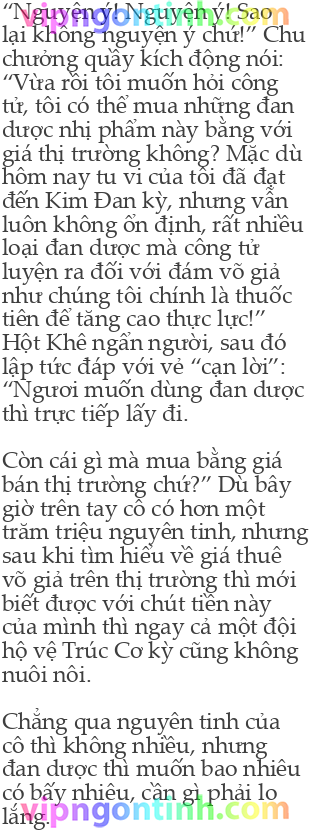 “Nguyện ý! Nguyện ý! Sao
lại không nguyện ý chứ!” Chu
chưởng quầy kích động nói:
“Vừa rồi tôi muốn hỏi công
tử, tôi có thể mua những đan
dược nhị phẩm này bằng với
giá thị trường không? Mặc dù
hôm nay tu vi của tôi đã đạt
đến Kim Đan kỳ, nhưng vẫn
luôn không ổn định, rất nhiều
loại đan dược mà công tử
luyện ra đối với đám võ giả
như chúng tôi chính là thuốc
tiên để tăng cao thực lực!”
Hột Khê ngẩn người, sau đó
lập tức đáp với vẻ “cạn lời”:
“Ngươi muốn dùng đan dược
thì trực tiếp lấy đi.
Còn cái gì mà mua bằng giá
bán thị trường chứ?” Dù bây
giờ trên tay cô có hơn một
trăm triệu nguyên tinh, nhưng
sau khi tìm hiểu về giá thuê
võ giả trên thị trường thì mới
biết được với chút tiền này
của mình thì ngay cả một đội
hộ vệ Trúc Cơ kỳ cũng không
nuôi nổi.
Chẳng qua nguyên tinh của
cô thì không nhiều, nhưng
đan dược thì muốn bao nhiêu
có bấy nhiêu, cần gì phải lo
lắng.
vipngontinh.com
vipngontinh.com